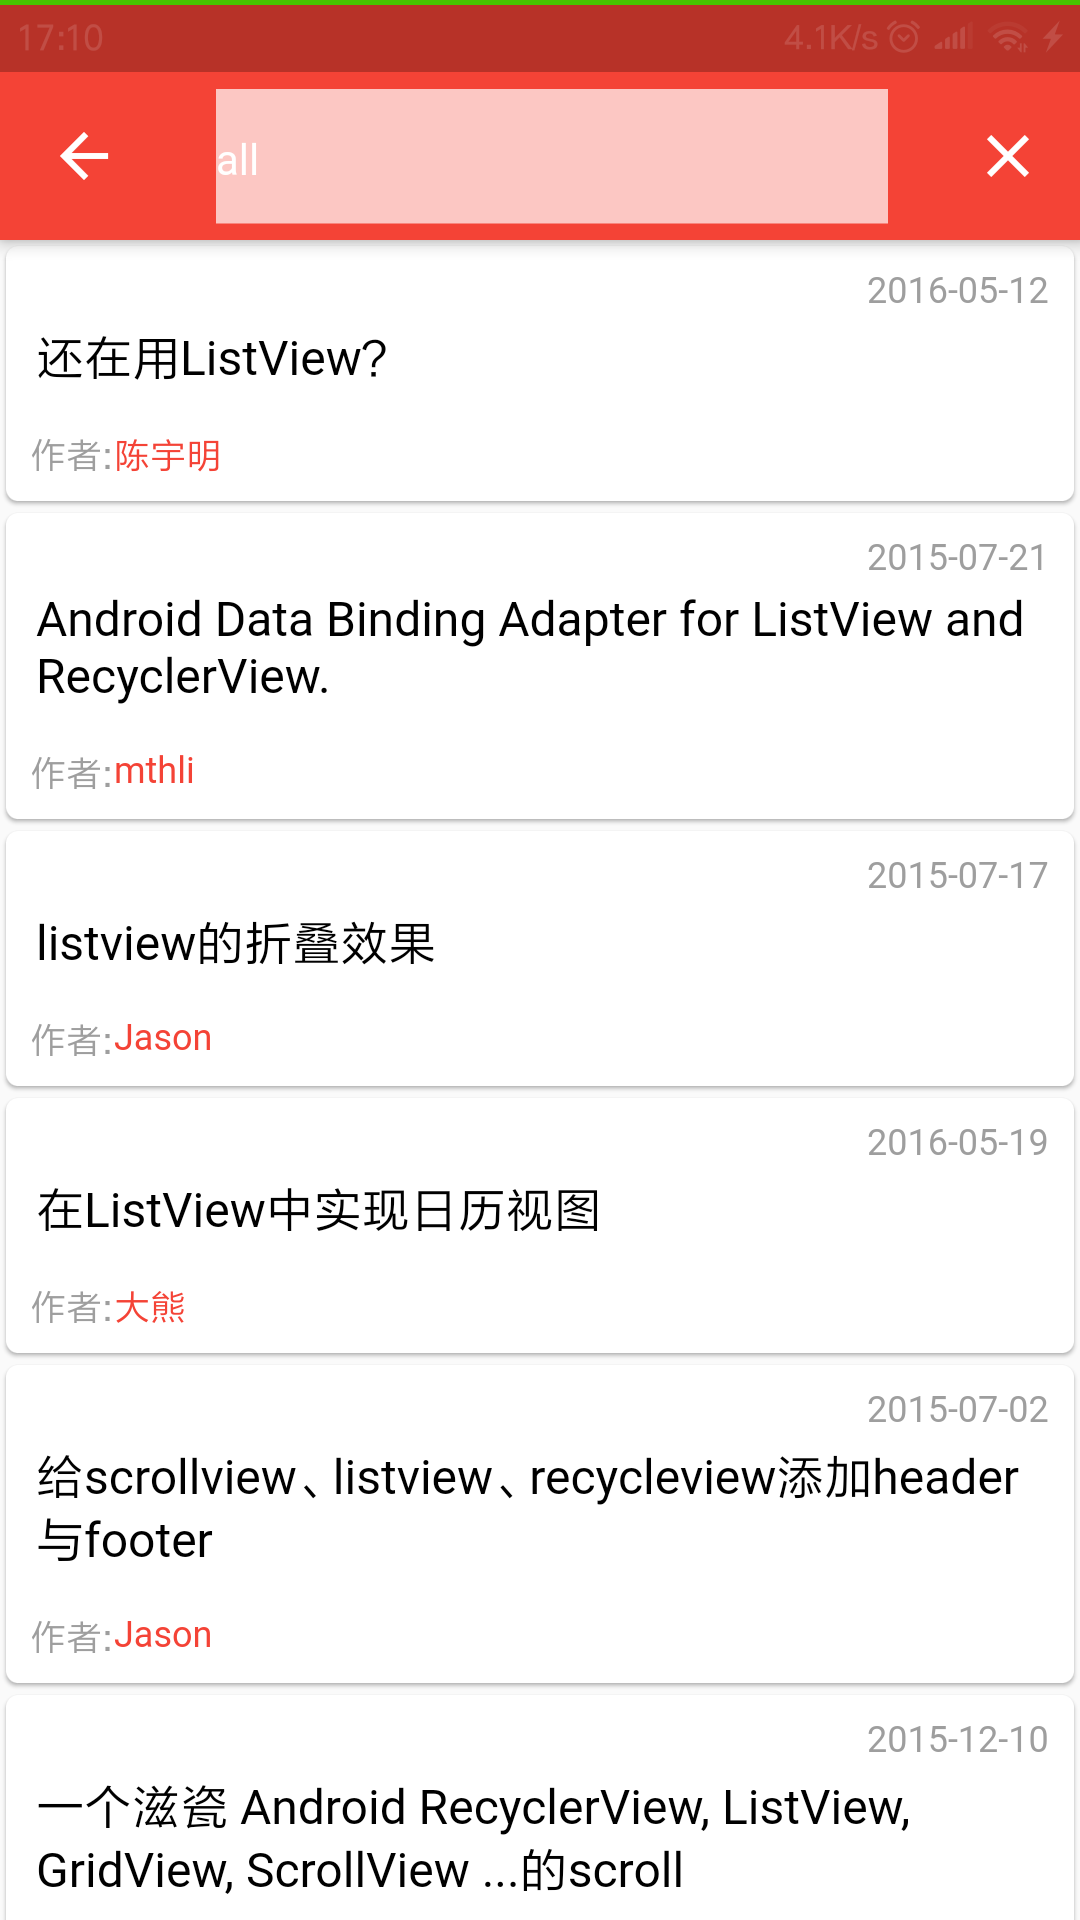 17:10 4.1K/s
all
2016-05-12
还在用ListView?
作者:陈宇明
2015-07-21
Android Data Binding Adapter for ListView and
RecyclerView.
作者:mthli
2015-07-17
listview的折叠效果
作者:Jason
2016-05-19
在ListView中实现日历视图
作者:大熊
2015-07-02
给scrollview、listview、recycleview添加header
与footer
作者:Jason
2015-12-10
一个滋瓷 Android RecyclerView, ListView,
GridView, ScrollView ...的scroll